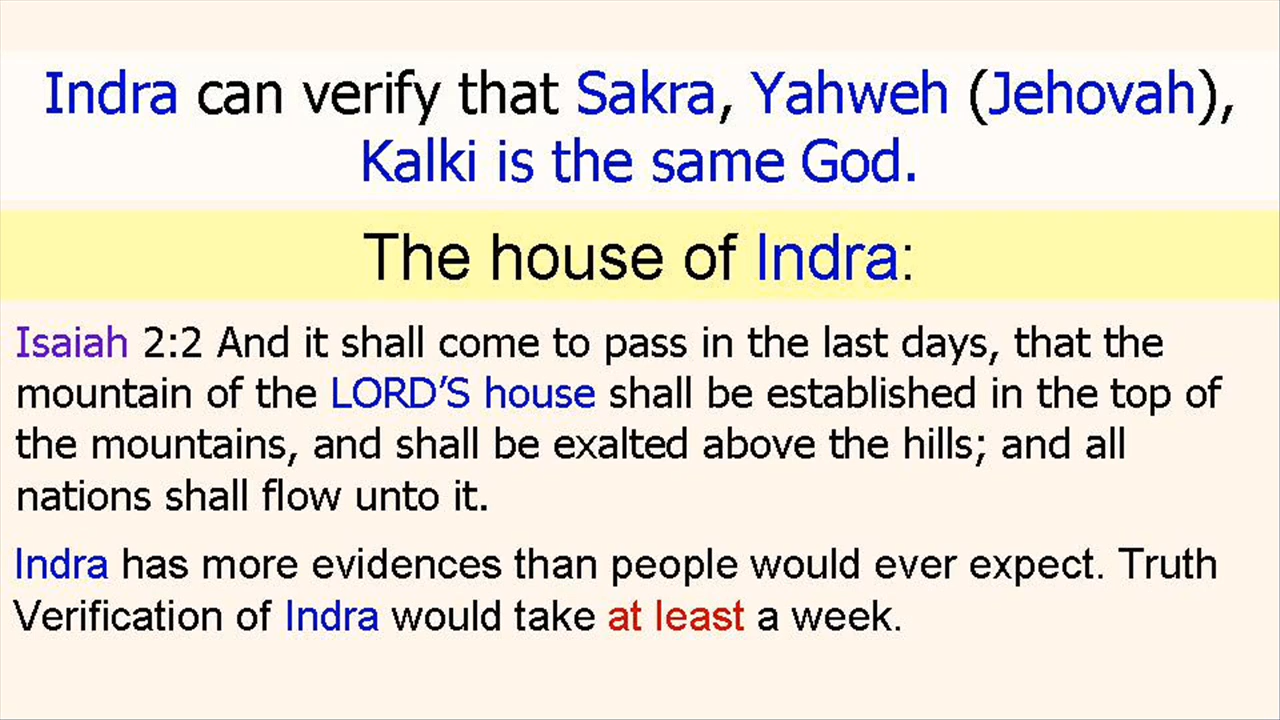 Indra can verify that Sakra, Yahweh (Jehovah),
Kalki is the same God.
The house of Indra:
Isaiah 2:2 And it shall come to pass in the last days, that the
mountain of the LORD’S house shall be established in the top of
the mountains, and shall be exalted above the hills; and all
nations shall flow unto it.
Indra has more evidences than people would ever expect. Truth
Verification of Indra would take at least a week.